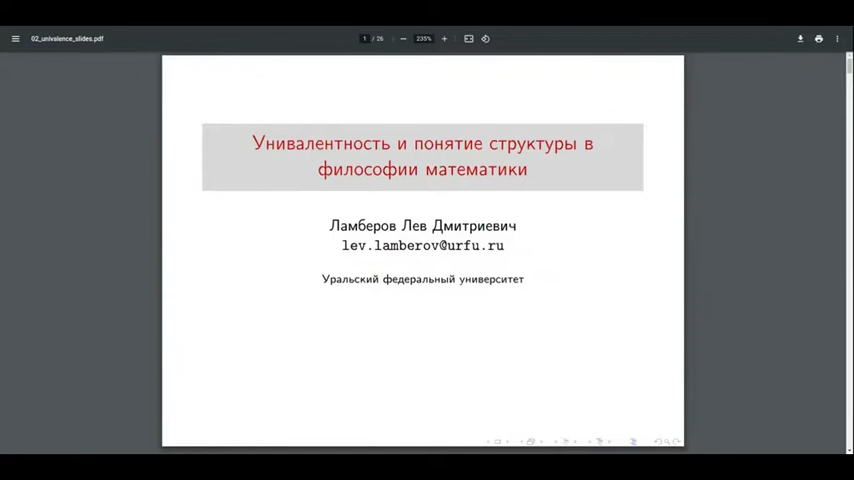 02_univalence_slides.pdf
1 / 26
235%
Унивалентность и понятие структуры в
философии математики
Ламберов Лев Дмитриевич
lev.lamberov@urfu.ru
Уральский федеральный университет